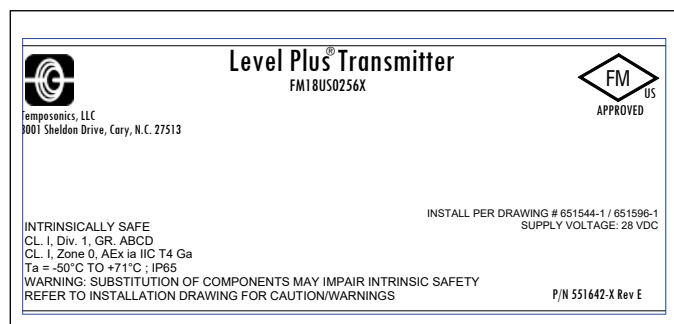 Level Plus® Transmitter
FM18US0256X
FM
US
APPROVED
Temposonics, LLC
3001 Sheldon Drive, Cary, N.C. 27513
INSTALL PER DRAWING # 651544-1 / 651596-1
SUPPLY VOLTAGE: 28 VDC
INTRINSICALLY SAFE
CL. I, Div. 1, GR. ABCD
CL. I, Zone 0, AEx ia IIC T4 Ga
Ta = -50°C TO +71°C ; IP65
WARNING: SUBSTITUTION OF COMPONENTS MAY IMPAIR INTRINSIC SAFETY
REFER TO INSTALLATION DRAWING FOR CAUTION/WARNINGS
P/N 551642-X Rev E